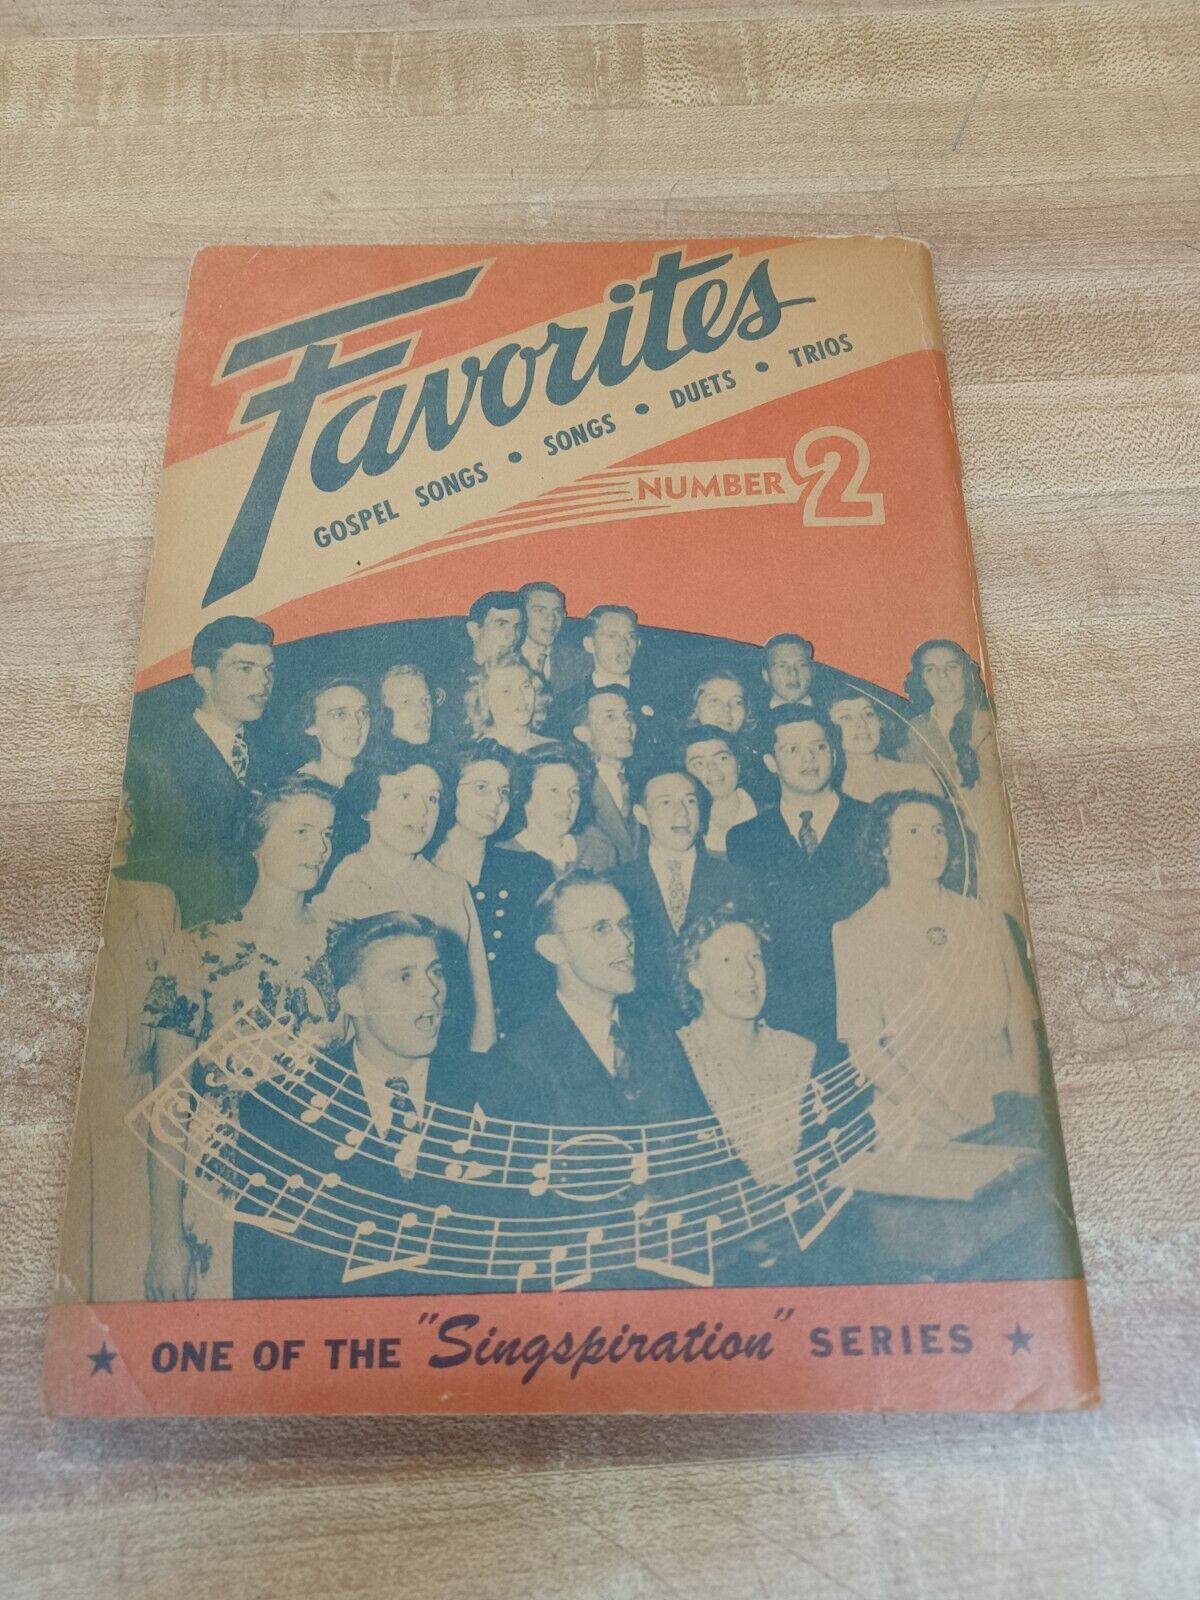 Favorites
GOSPEL SONGS • SONGS • DUETS • TRIOS
NUMBER 2
★ ONE OF THE "Singspiration" SERIES ★